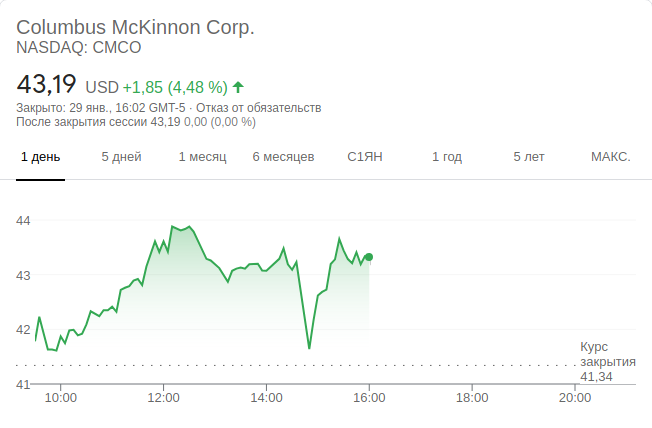 Columbus McKinnon Corp.
NASDAQ: CMCO
43,19 USD +1,85 (4,48 %)
Закрыто: 29 янв., 16:02 GMT-5 · Отказ от обязательств
После закрытия сессии 43,19 0,00 (0,00 %)
1 день 5 дней 1 месяц 6 месяцев С1ЯН 1 год 5 лет МАКС.
44
43
42
Курс
закрытия
41,34
41
10:00 12:00 14:00 16:00 18:00 20:00